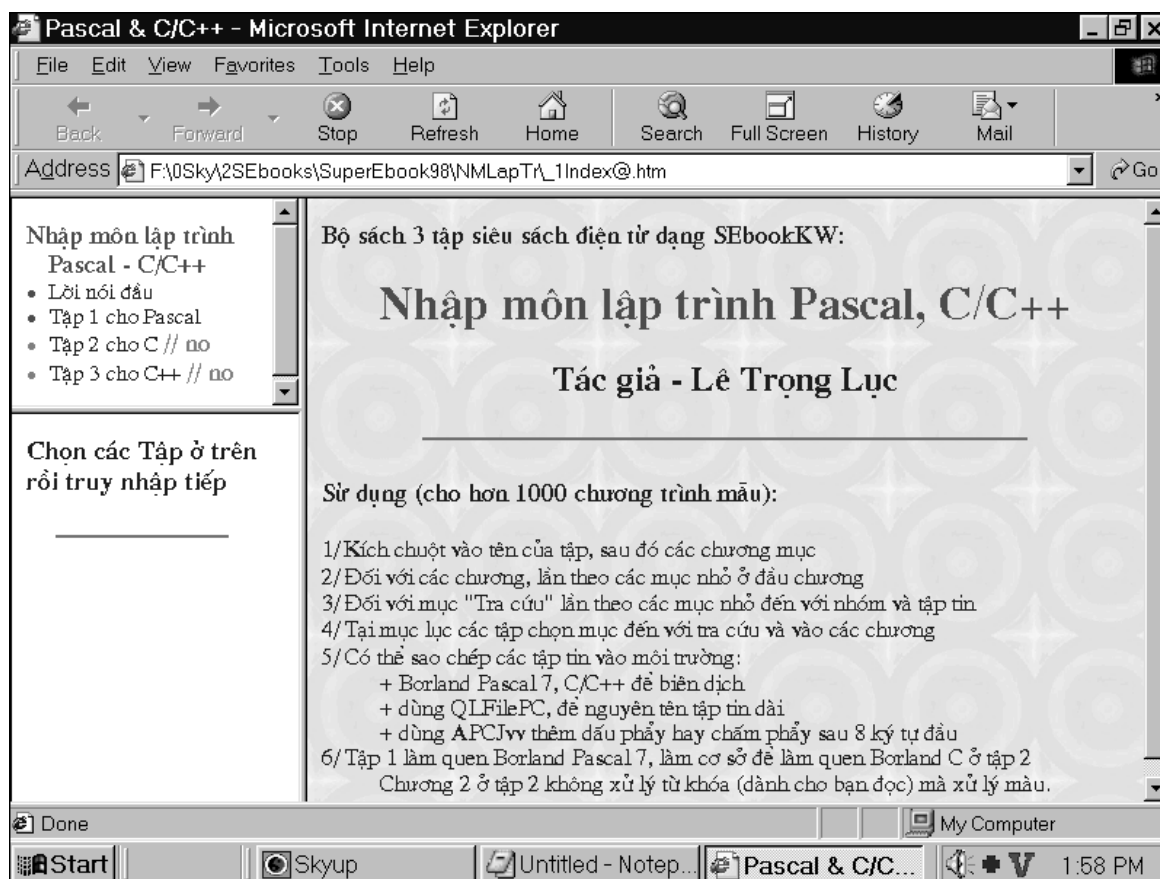 Pascal & C/C++ - Microsoft Internet Explorer
File Edit View Favorites Tools Help
Back Forward Stop Refresh Home Search Full Screen History Mail
Address F:\0Sky\2SEbooks\SuperEbook98\NMLapTr\_1Index@.htm Go
Nhập môn lập trình
Pascal - C/C++
• Lời nói đầu
• Tập 1 cho Pascal
• Tập 2 cho C // no
• Tập 3 cho C++ // no
Chọn các Tập ở trên
rồi truy nhập tiếp
Bộ sách 3 tập siêu sách điện tử dạng SEbookKW:
Nhập môn lập trình Pascal, C/C++
Tác giả - Lê Trọng Lục
Sử dụng (cho hơn 1000 chương trình mẫu):
1/ Kích chuột vào tên của tập, sau đó các chương mục
2/ Đối với các chương, lần theo các mục nhỏ ở đầu chương
3/ Đối với mục "Tra cứu" lần theo các mục nhỏ đến với nhóm và tập tin
4/ Tại mục lục các tập chọn mục đến với tra cứu và vào các chương
5/ Có thể sao chép các tập tin vào môi trường:
+ Borland Pascal 7, C/C++ để biên dịch
+ dùng QLFilePC, để nguyên tên tập tin dài
+ dùng APCJvv thêm dấu phẩy hay chấm phẩy sau 8 ký tự đầu
6/ Tập 1 làm quen Borland Pascal 7, làm cơ sở để làm quen Borland C ở tập 2
Chương 2 ở tập 2 không xử lý từ khóa (dành cho bạn đọc) mà xử lý màu.
Done My Computer
Start Skyup Untitled - Notep... Pascal & C/C... V 1:58 PM